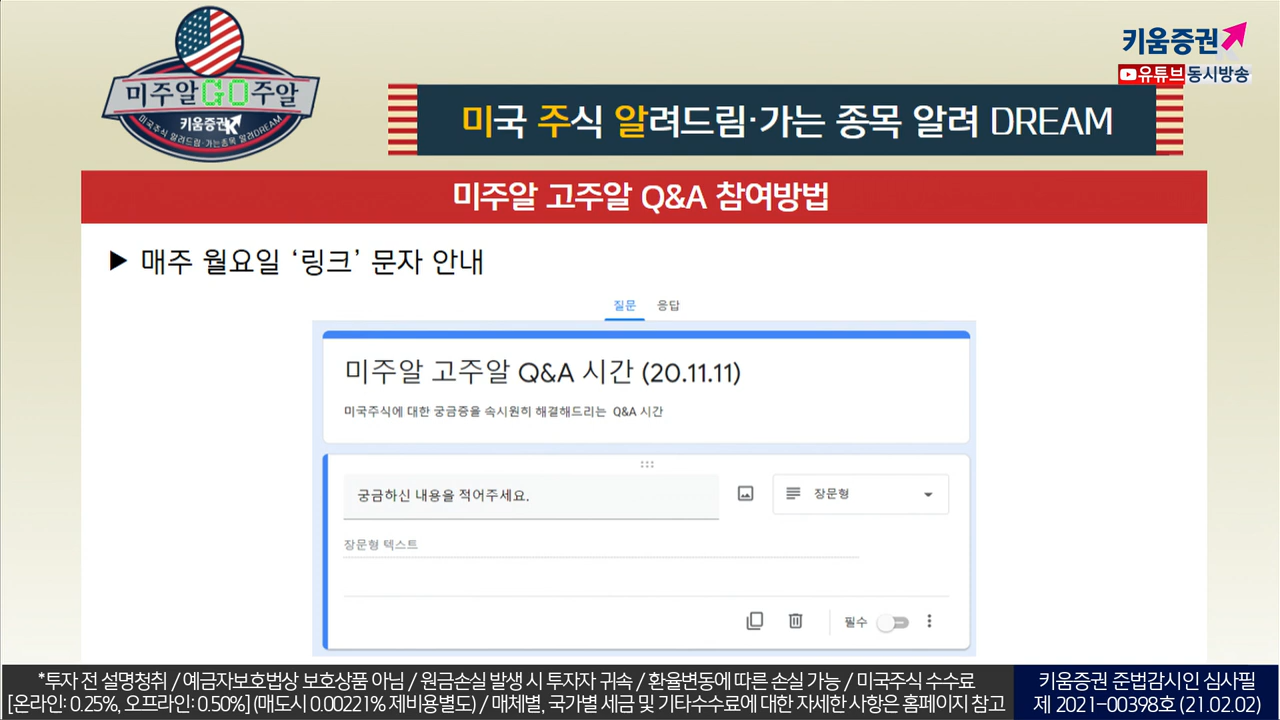 미주알GO주알
키움증권K
미국주식 알려드림·가는종목 알려DREAM
키움증권
유튜브동시방송
미국 주식 알려드림·가는 종목 알려 DREAM
미주알 고주알 Q&A 참여방법
▶ 매주 월요일 ‘링크’ 문자 안내
질문 응답
미주알 고주알 Q&A 시간 (20.11.11)
미국주식에 대한 궁금증을 속시원히 해결해드리는 Q&A 시간
궁금하신 내용을 적어주세요.
장문형
장문형 텍스트
필수
*투자 전 설명청취 / 예금자보호법상 보호상품 아님 / 원금손실 발생 시 투자자 귀속 / 환율변동에 따른 손실 가능 / 미국주식 수수료
[온라인: 0.25%, 오프라인: 0.50%] (매도시 0.00221% 제비용별도) / 매체별, 국가별 세금 및 기타수수료에 대한 자세한 사항은 홈페이지 참고
키움증권 준법감시인 심사필
제 2021-00398호 (21.02.02)